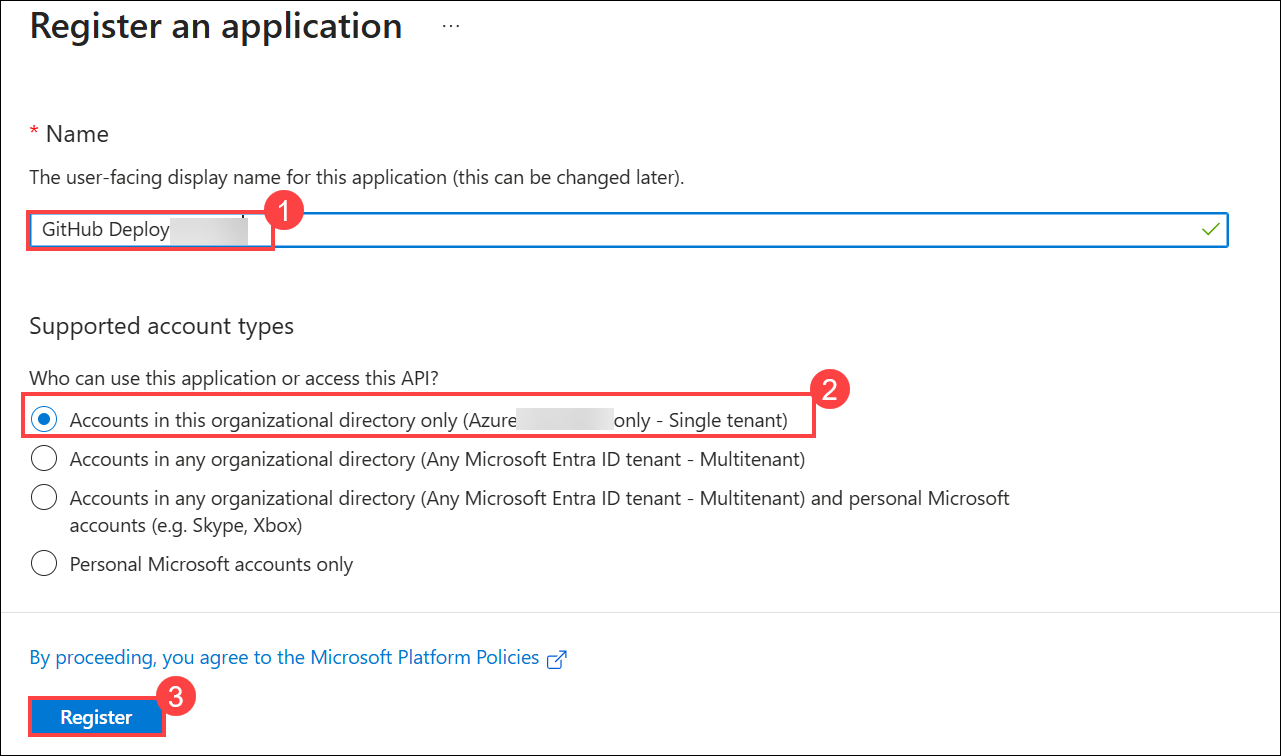 Register an application ...
* Name
The user-facing display name for this application (this can be changed later).
1
GitHub Deploy
Supported account types
Who can use this application or access this API?
2
Accounts in this organizational directory only (Azure only - Single tenant)
Accounts in any organizational directory (Any Microsoft Entra ID tenant - Multitenant)
Accounts in any organizational directory (Any Microsoft Entra ID tenant - Multitenant) and personal Microsoft
accounts (e.g. Skype, Xbox)
Personal Microsoft accounts only
By proceeding, you agree to the Microsoft Platform Policies
3
Register